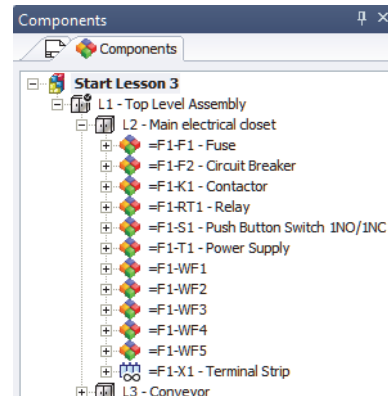 Components
Components
Start Lesson 3
L1 - Top Level Assembly
L2 - Main electrical closet
=F1-F1 - Fuse
=F1-F2 - Circuit Breaker
=F1-K1 - Contactor
=F1-RT1 - Relay
=F1-S1 - Push Button Switch 1NO/1NC
=F1-T1 - Power Supply
=F1-WF1
=F1-WF2
=F1-WF3
=F1-WF4
=F1-WF5
=F1-X1 - Terminal Strip
L3 - Conveyor